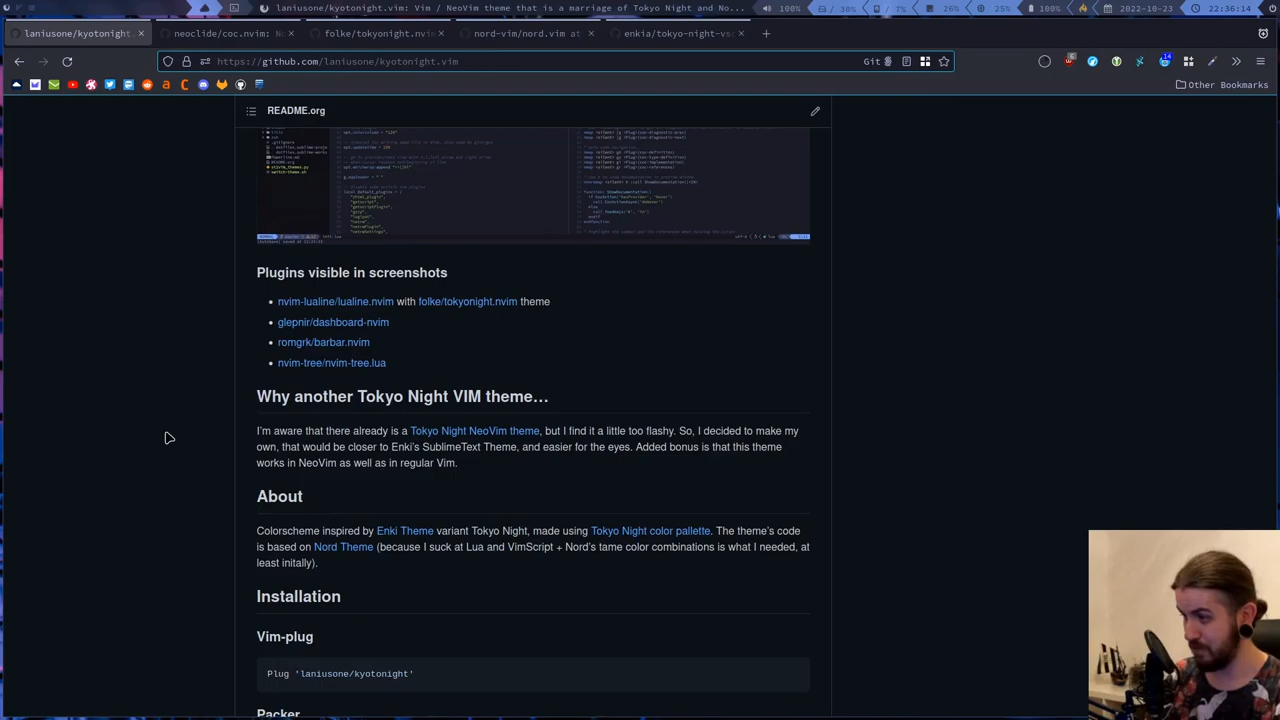 laniusone/kyotonight.vim: Vim / NeoVim theme that is a marriage of Tokyo Night and No...
100%
30%
7%
26%
25%
100%
2022-10-23
22:36:14
laniusone/kyotonight.
neoclide/coc.nvim: No
folke/tokyonight.nvim:
nord-vim/nord.vim at
enkia/tokyo-night-vsc
https://github.com/laniusone/kyotonight.vim
Git
14
Other Bookmarks
README.org
Plugins visible in screenshots
nvim-lualine/lualine.nvim with folke/tokyonight.nvim theme
glepnir/dashboard-nvim
romgrk/barbar.nvim
nvim-tree/nvim-tree.lua
Why another Tokyo Night VIM theme…
I'm aware that there already is a Tokyo Night NeoVim theme, but I find it a little too flashy. So, I decided to make my
own, that would be closer to Enki's SublimeText Theme, and easier for the eyes. Added bonus is that this theme
works in NeoVim as well as in regular Vim.
About
Colorscheme inspired by Enki Theme variant Tokyo Night, made using Tokyo Night color pallette. The theme's code
is based on Nord Theme (because I suck at Lua and VimScript + Nord's tame color combinations is what I needed, at
least initally).
Installation
Vim-plug
Plug 'laniusone/kyotonight'
Packer